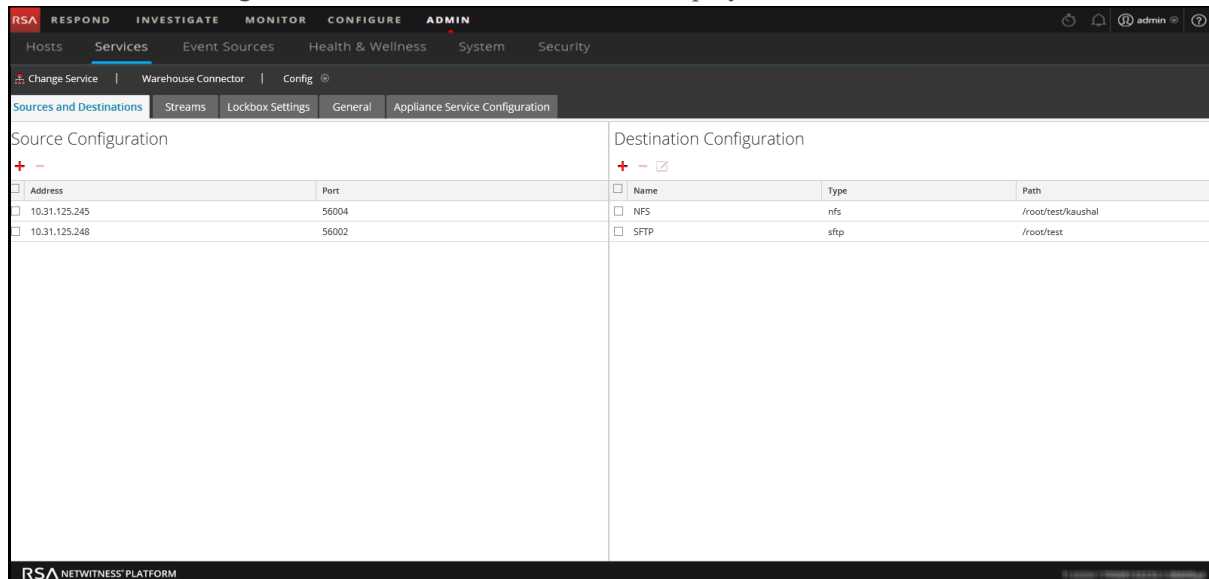 RSA RESPOND INVESTIGATE MONITOR CONFIGURE ADMIN admin ?
Hosts Services Event Sources Health & Wellness System Security
Change Service | Warehouse Connector | Config
Sources and Destinations Streams Lockbox Settings General Appliance Service Configuration
Source Configuration
Address Port
10.31.125.245 56004
10.31.125.248 56002
Destination Configuration
Name Type Path
NFS nfs /root/test/kaushal
SFTP sftp /root/test
RSA NETWITNESS® PLATFORM